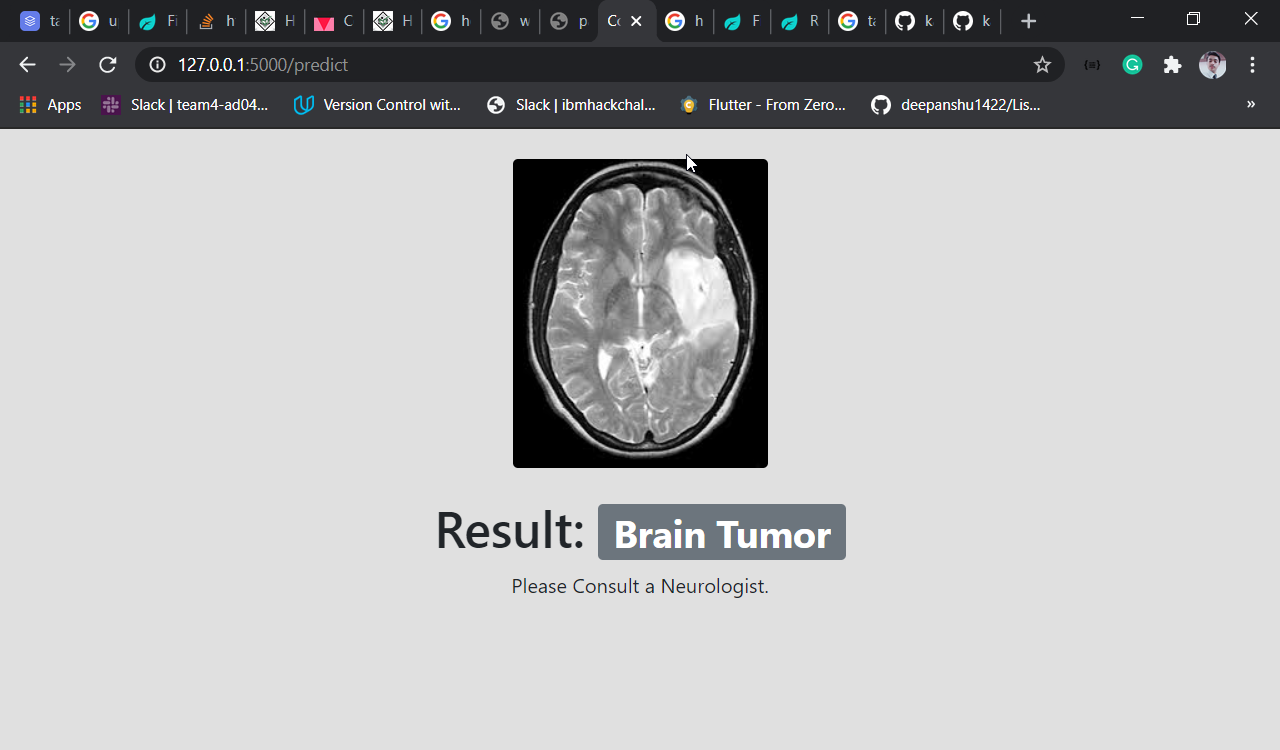 ta u Fi h H C H h w p Co h F R ta k k
127.0.0.1:5000/predict
Apps Slack | team4-ad04... Version Control wit... Slack | ibmhackchal... Flutter - From Zero... deepanshu1422/Lis... »
Result: Brain Tumor
Please Consult a Neurologist.